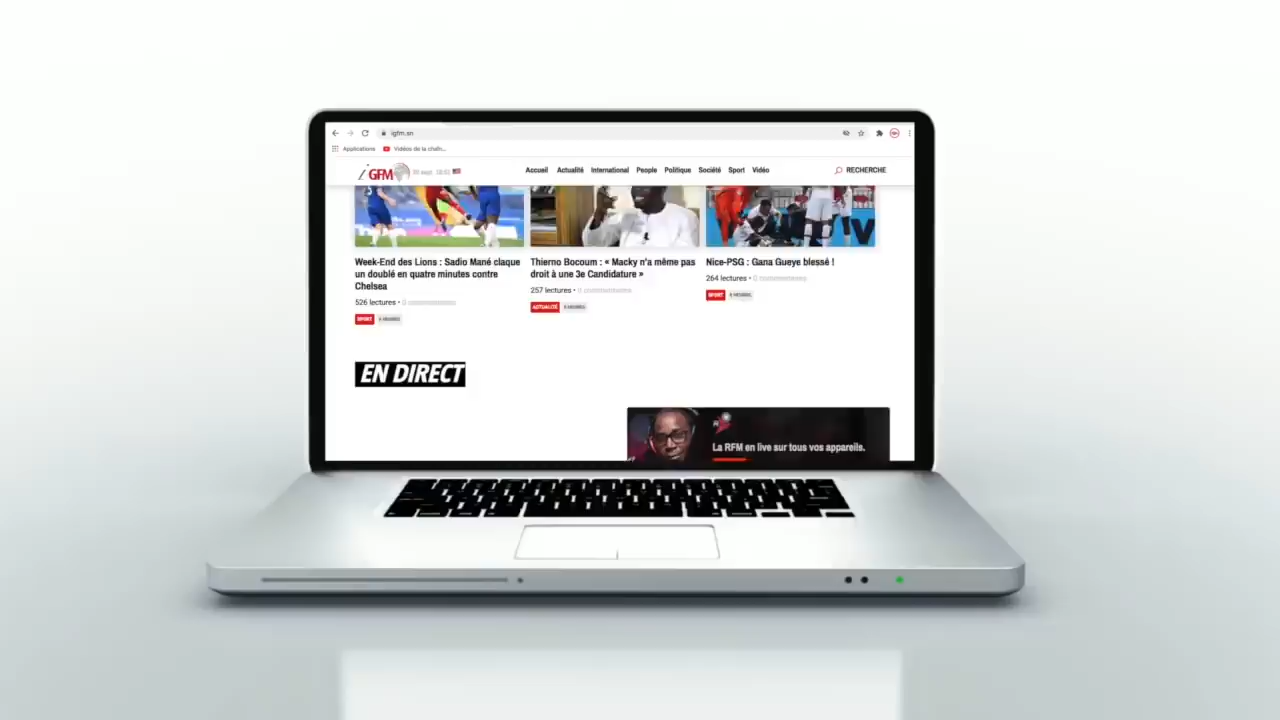 igfm.sn
Applications
Vidéos de la chaîn...
iGFM
Accueil Actualité International People Politique Société Sport Vidéo
RECHERCHE
Week-End des Lions : Sadio Mané claque
un doublé en quatre minutes contre
Chelsea
526 lectures •
SPORT
Thierno Bocoum : « Macky n'a même pas
droit à une 3e Candidature »
257 lectures •
ACTUALITÉ
Nice-PSG : Gana Gueye blessé !
264 lectures •
SPORT
EN DIRECT
La RFM en live sur tous vos appareils.